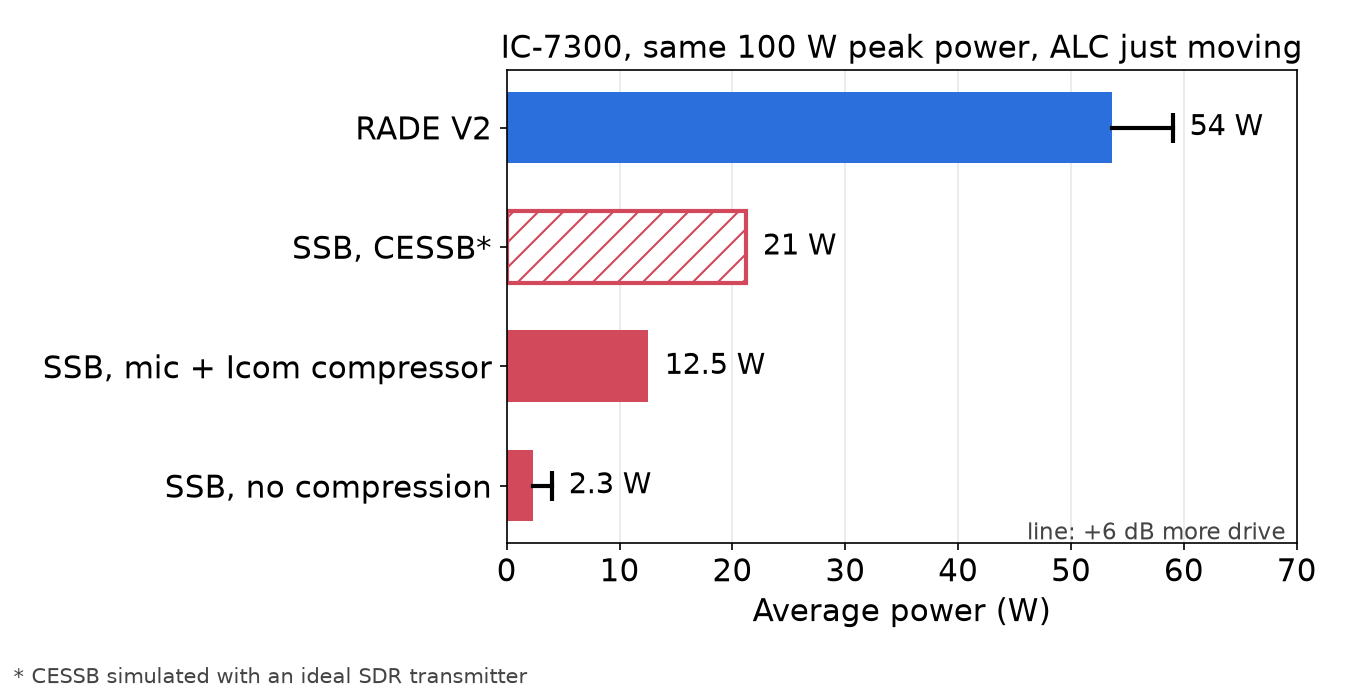 IC-7300, same 100 W peak power, ALC just moving
RADE V2
54 W
SSB, CESSB*
21 W
SSB, mic + Icom compressor
12.5 W
SSB, no compression
2.3 W
line: +6 dB more drive
0 10 20 30 40 50 60 70
Average power (W)
* CESSB simulated with an ideal SDR transmitter